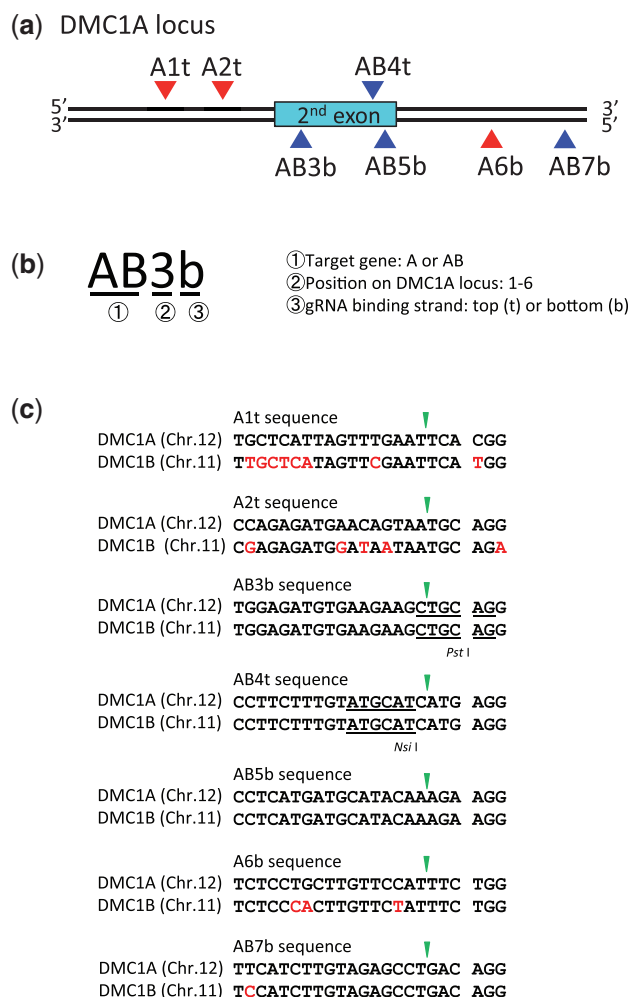 (a) DMC1A locus
A1t A2t AB4t
5’ 3’
2nd exon
3’ 5’
AB3b AB5b A6b AB7b
(b) AB3b
① ② ③
①Target gene: A or AB
②Position on DMC1A locus: 1-6
③gRNA binding strand: top (t) or bottom (b)
(c)
A1t sequence
DMC1A (Chr.12) TGCTCATTAGTTTGAATTCA CGG
DMC1B (Chr.11) TTGCTCATAGTTCGAATTCA TGG
A2t sequence
DMC1A (Chr.12) CCAGAGATGAACAGTAATGC AGG
DMC1B (Chr.11) CGAGAGATGGATAATAATGC AGA
AB3b sequence
DMC1A (Chr.12) TGGAGATGTGAAGAAGCTGC AGG
DMC1B (Chr.11) TGGAGATGTGAAGAAGCTGC AGG
Pst I
AB4t sequence
DMC1A (Chr.12) CCTTCTTTGTATGCATCATG AGG
DMC1B (Chr.11) CCTTCTTTGTATGCATCATG AGG
Nsi I
AB5b sequence
DMC1A (Chr.12) CCTCATGATGCATACAAAGA AGG
DMC1B (Chr.11) CCTCATGATGCATACAAAGA AGG
A6b sequence
DMC1A (Chr.12) TCTCCTGCTTGTTCCATTTC TGG
DMC1B (Chr.11) TCTCCCACTTGTTCTATTTC TGG
AB7b sequence
DMC1A (Chr.12) TTCATCTTGTAGAGCCTGAC AGG
DMC1B (Chr.11) TCCATCTTGTAGAGCCTGAC AGG